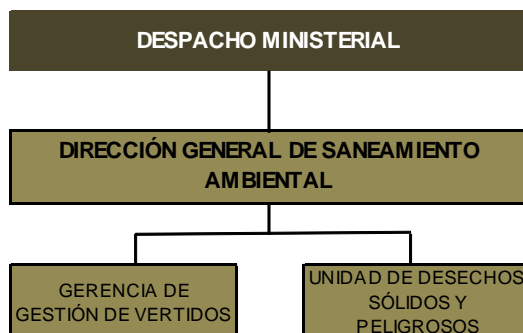 DESPACHO MINISTERIAL
DIRECCIÓN GENERAL DE SANEAMIENTO
AMBIENTAL
GERENCIA DE
GESTIÓN DE VERTIDOS
UNIDAD DE DESECHOS
SÓLIDOS Y
PELIGROSOS